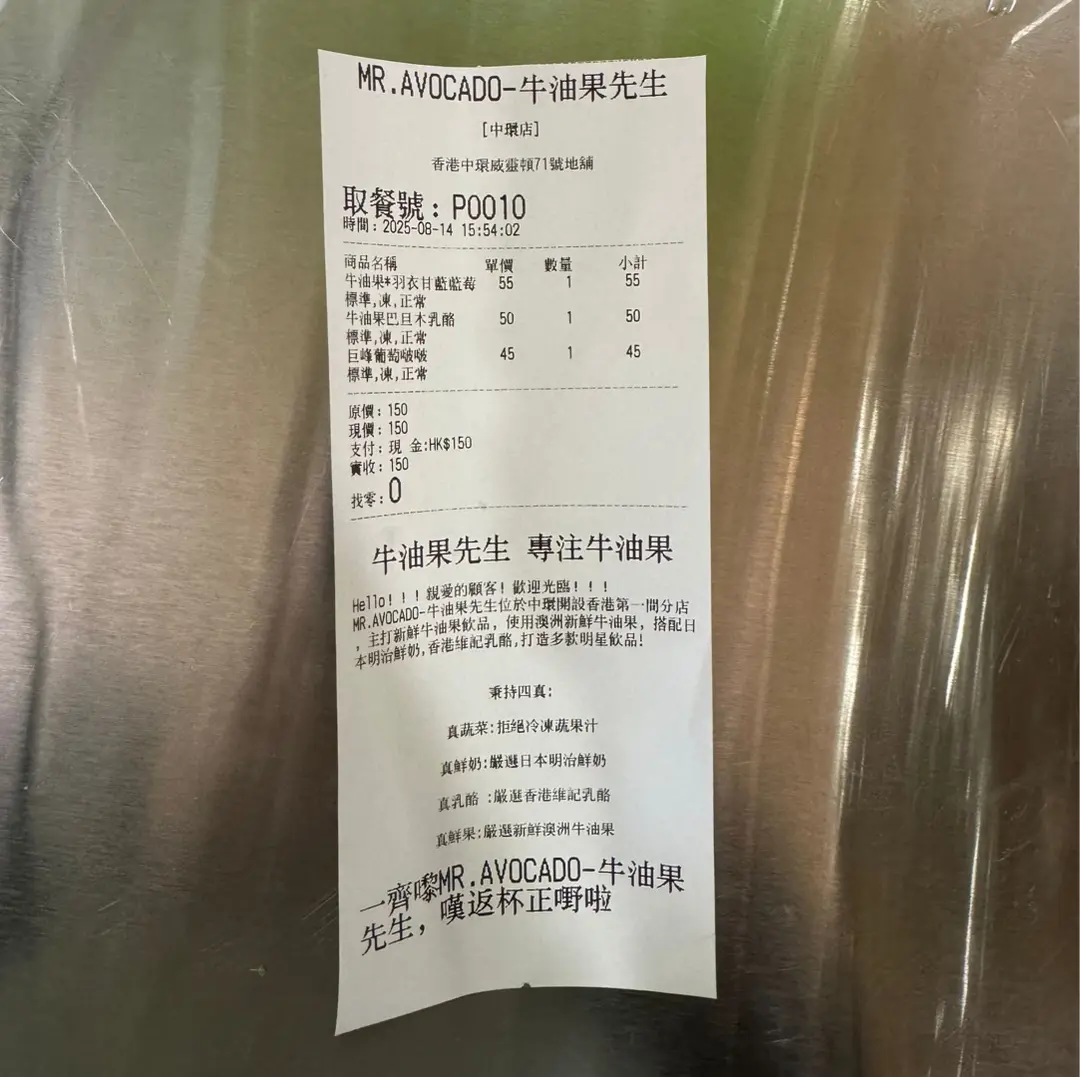 MR.AVOCADO-牛油果先生
[中環店]
香港中環威靈頓71號地舖
取餐號：P0010
時間：2025-08-14 15:54:02
商品名稱 單價 數量 小計
牛油果*羽衣甘藍藍莓 55 1 55
標準,凍,正常
牛油果巴旦木乳酪 50 1 50
標準,凍,正常
巨峰葡萄啵啵 45 1 45
標準,凍,正常
原價：150
現價：150
支付：現 金:HK$150
實收：150
找零：0
牛油果先生 專注牛油果
Hello！！！親愛的顧客！歡迎光臨！！！
MR.AVOCADO-牛油果先生位於中環開設香港第一間分店
，主打新鮮牛油果飲品，使用澳洲新鮮牛油果，搭配日
本明治鮮奶,香港維記乳酪,打造多款明星飲品!
秉持四真:
真蔬菜:拒絕冷凍蔬果汁
真鮮奶:嚴選日本明治鮮奶
真乳酪 :嚴選香港維記乳酪
真鮮果:嚴選新鮮澳洲牛油果
一齊嚟MR.AVOCADO-牛油果
先生，嘆返杯正嘢啦